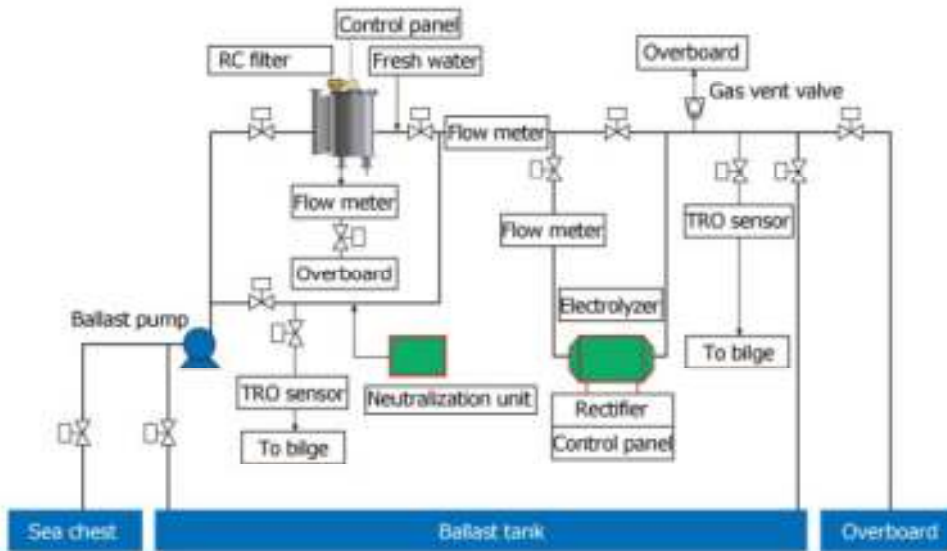 Control panel
RC filter
Fresh water
Overboard
Gas vent valve
Flow meter
Flow meter
TRO sensor
Flow meter
Overboard
Electrolyzer
Ballast pump
To bilge
TRO sensor
Neutralization unit
Rectifier
Control panel
To bilge
Sea chest
Ballast tank
Overboard